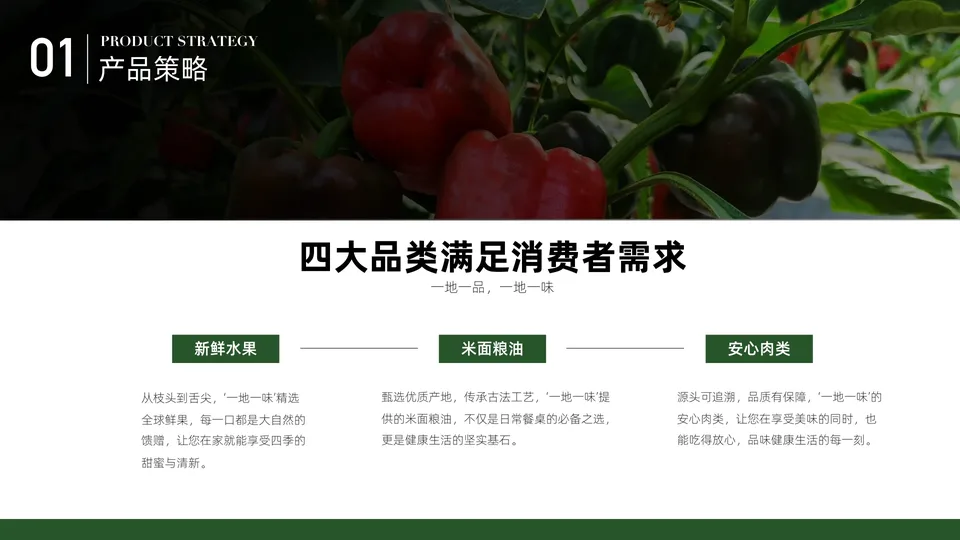 01
PRODUCT STRATEGY
产品策略
四大品类满足消费者需求
一地一品，一地一味
新鲜水果
米面粮油
安心肉类
从枝头到舌尖，'一地一味'精选
全球鲜果，每一口都是大自然的
馈赠，让您在家就能享受四季的
甜蜜与清新。
甄选优质产地，传承古法工艺，'一地一味'提
供的米面粮油，不仅是日常餐桌的必备之选，
更是健康生活的坚实基石。
源头可追溯，品质有保障，'一地一味'的
安心肉类，让您在享受美味的同时，也
能吃得放心，品味健康生活的每一刻。